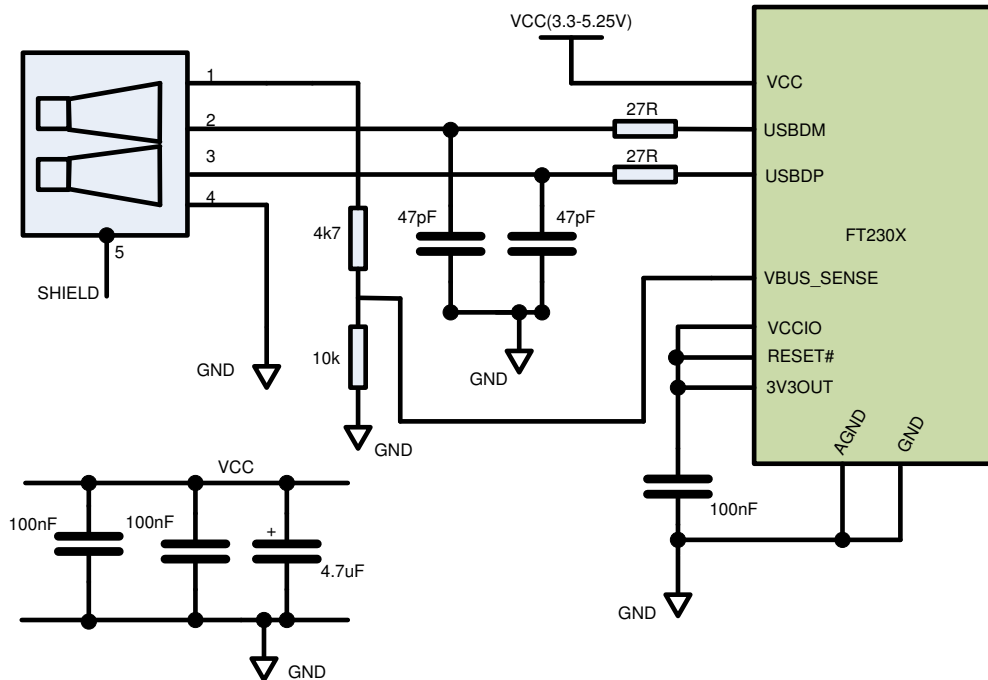 VCC(3.3-5.25V)
1
VCC
27R
2
USBDM
27R
3
USBDP
4
47pF
47pF
4k7
FT230X
5
VBUS_SENSE
SHIELD
VCCIO
10k
RESET#
GND
GND
3V3OUT
AGND
GND
GND
VCC
100nF
100nF
100nF
+
4.7uF
GND
GND